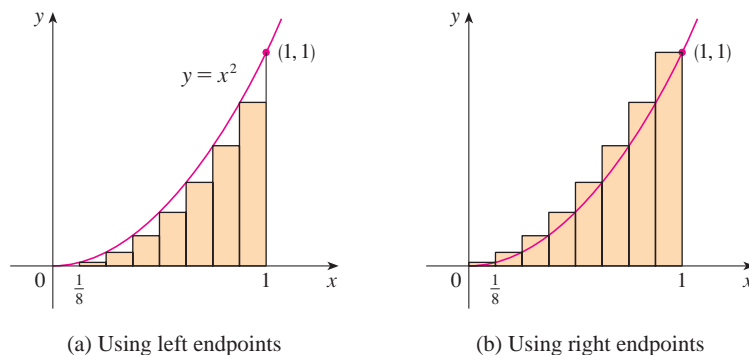 y
(1, 1)
y = x²
0
1/8
1
x
(a) Using left endpoints
y
(1, 1)
0
1/8
1
x
(b) Using right endpoints